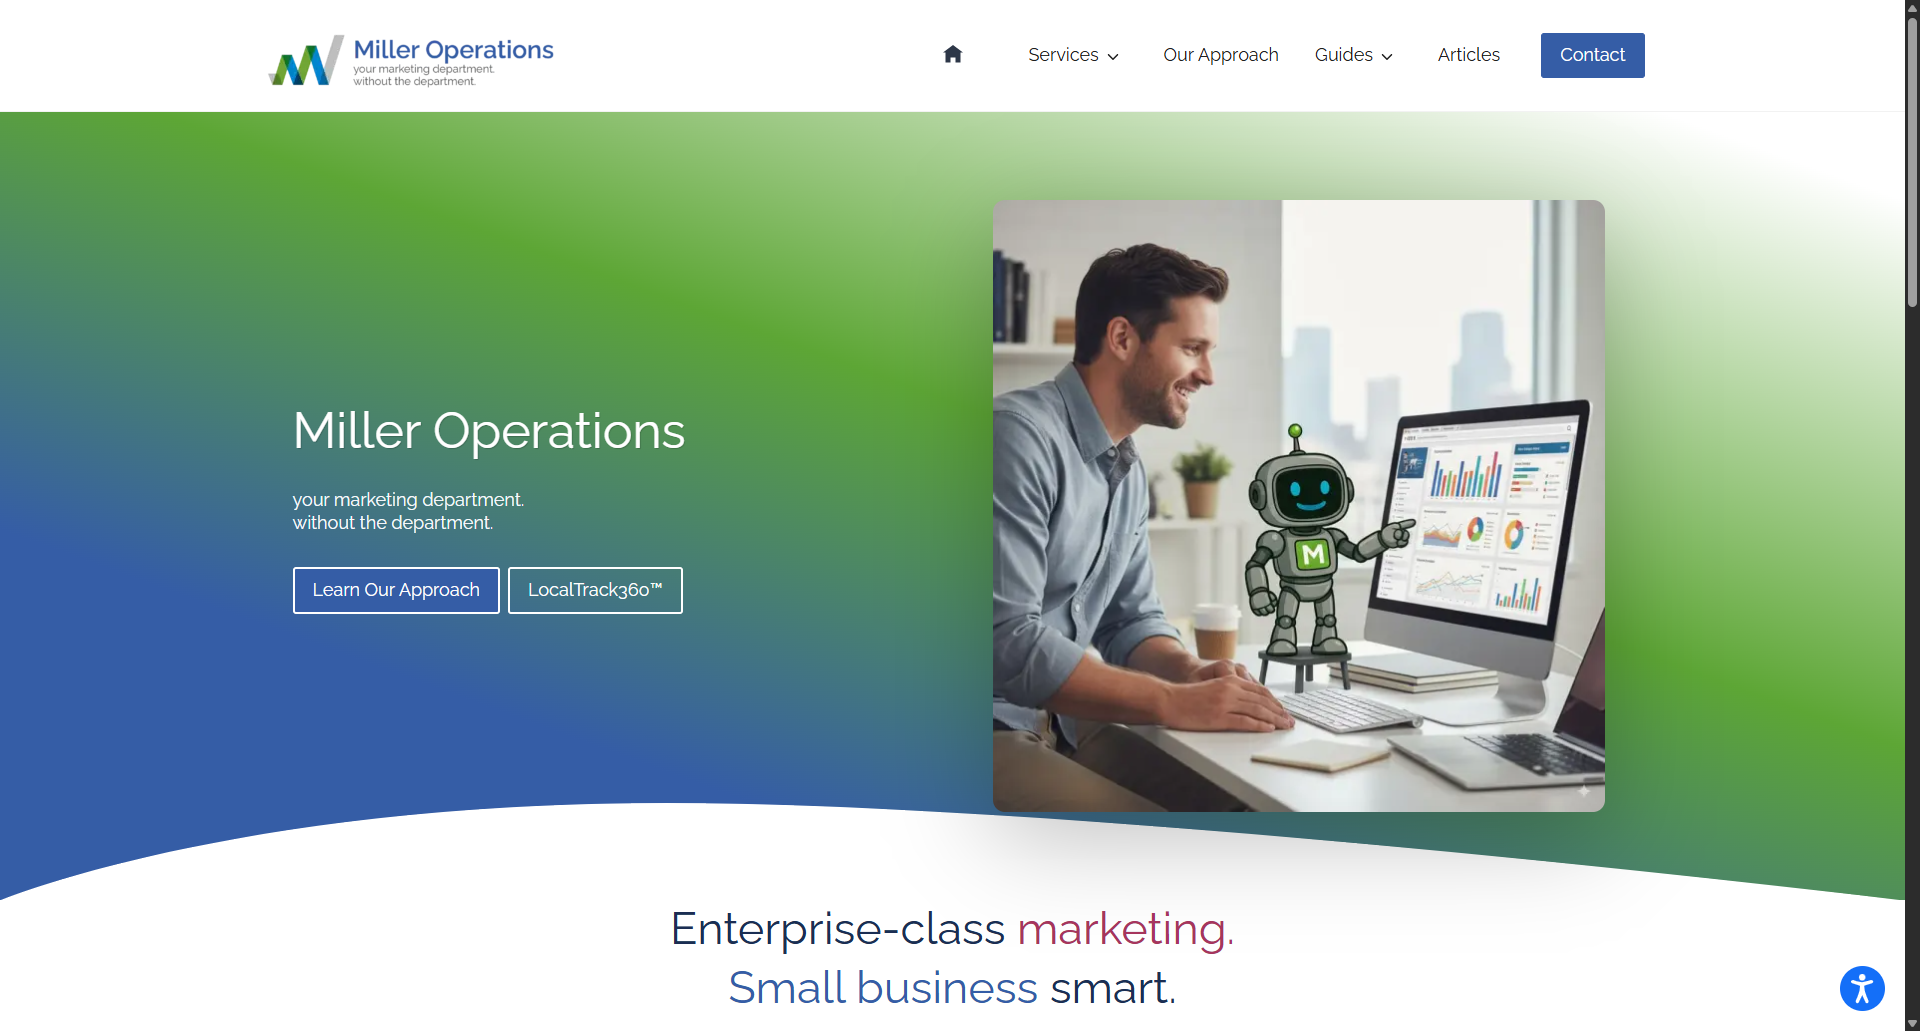 Miller Operations
your marketing department.
without the department.
Services
Our Approach
Guides
Articles
Contact
Miller Operations
your marketing department.
without the department.
Learn Our Approach
LocalTrack360™
M
Enterprise-class marketing.
Small business smart.